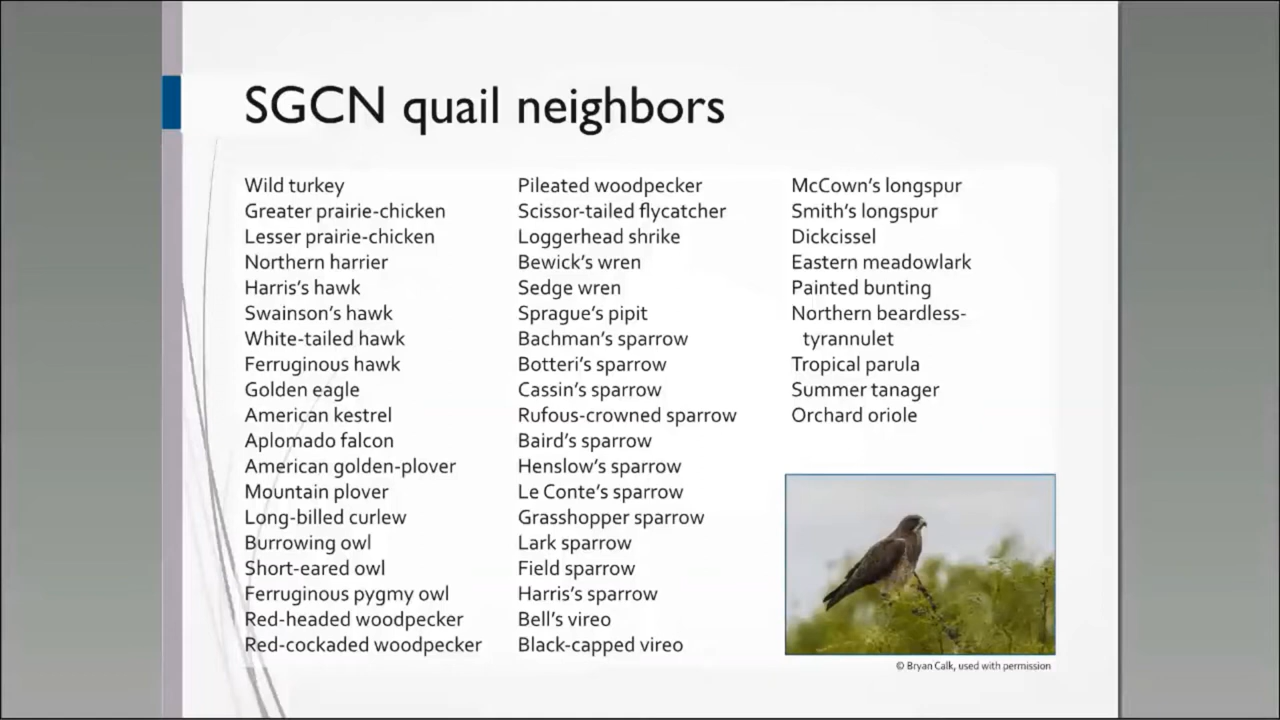 SGCN quail neighbors
Wild turkey
Greater prairie-chicken
Lesser prairie-chicken
Northern harrier
Harris's hawk
Swainson's hawk
White-tailed hawk
Ferruginous hawk
Golden eagle
American kestrel
Aplomado falcon
American golden-plover
Mountain plover
Long-billed curlew
Burrowing owl
Short-eared owl
Ferruginous pygmy owl
Red-headed woodpecker
Red-cockaded woodpecker
Pileated woodpecker
Scissor-tailed flycatcher
Loggerhead shrike
Bewick's wren
Sedge wren
Sprague's pipit
Bachman's sparrow
Botteri's sparrow
Cassin's sparrow
Rufous-crowned sparrow
Baird's sparrow
Henslow's sparrow
Le Conte's sparrow
Grasshopper sparrow
Lark sparrow
Field sparrow
Harris's sparrow
Bell's vireo
Black-capped vireo
McCown's longspur
Smith's longspur
Dickcissel
Eastern meadowlark
Painted bunting
Northern beardless-
tyrannulet
Tropical parula
Summer tanager
Orchard oriole
© Bryan Calk, used with permission